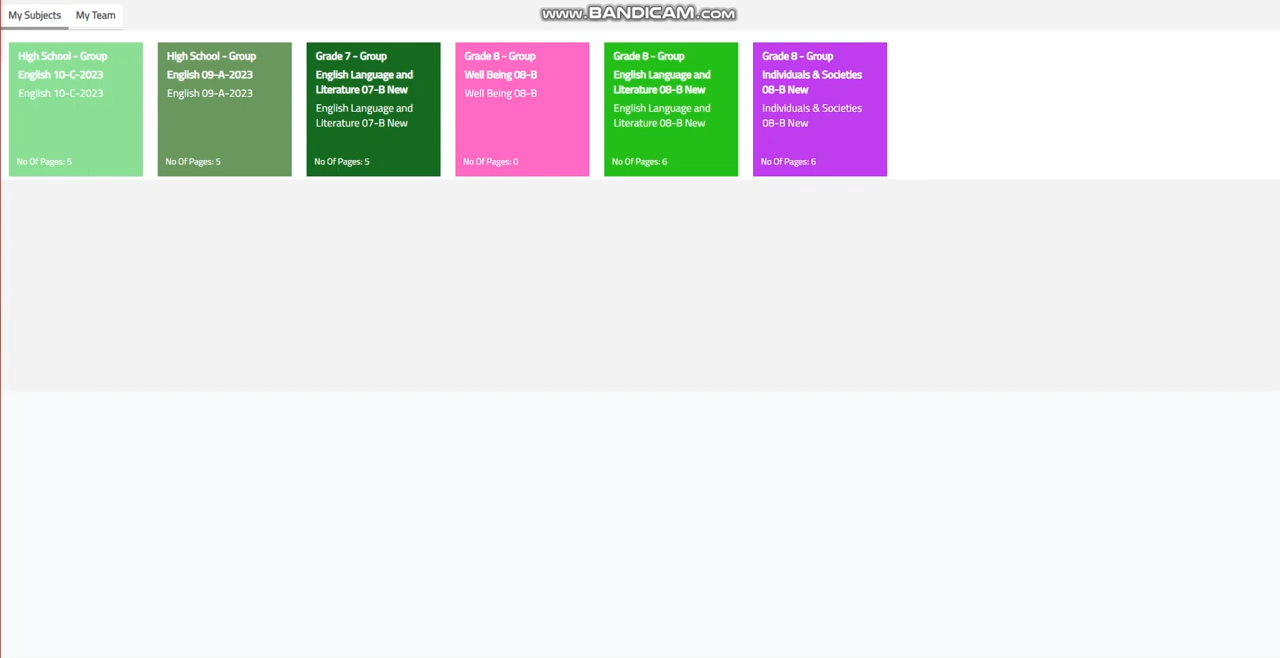 My Subjects My Team
www.BANDICAM.com
High School - Group
English 10-C-2023
English 10-C-2023
No Of Pages: 5
High School - Group
English 09-A-2023
English 09-A-2023
No Of Pages: 5
Grade 7 - Group
English Language and
Literature 07-B New
English Language and
Literature 07-B New
No Of Pages: 5
Grade 8 - Group
Well Being 08-B
Well Being 08-B
No Of Pages: 0
Grade 8 - Group
English Language and
Literature 08-B New
English Language and
Literature 08-B New
No Of Pages: 6
Grade 8 - Group
Individuals & Societies
08-B New
Individuals & Societies
08-B New
No Of Pages: 6